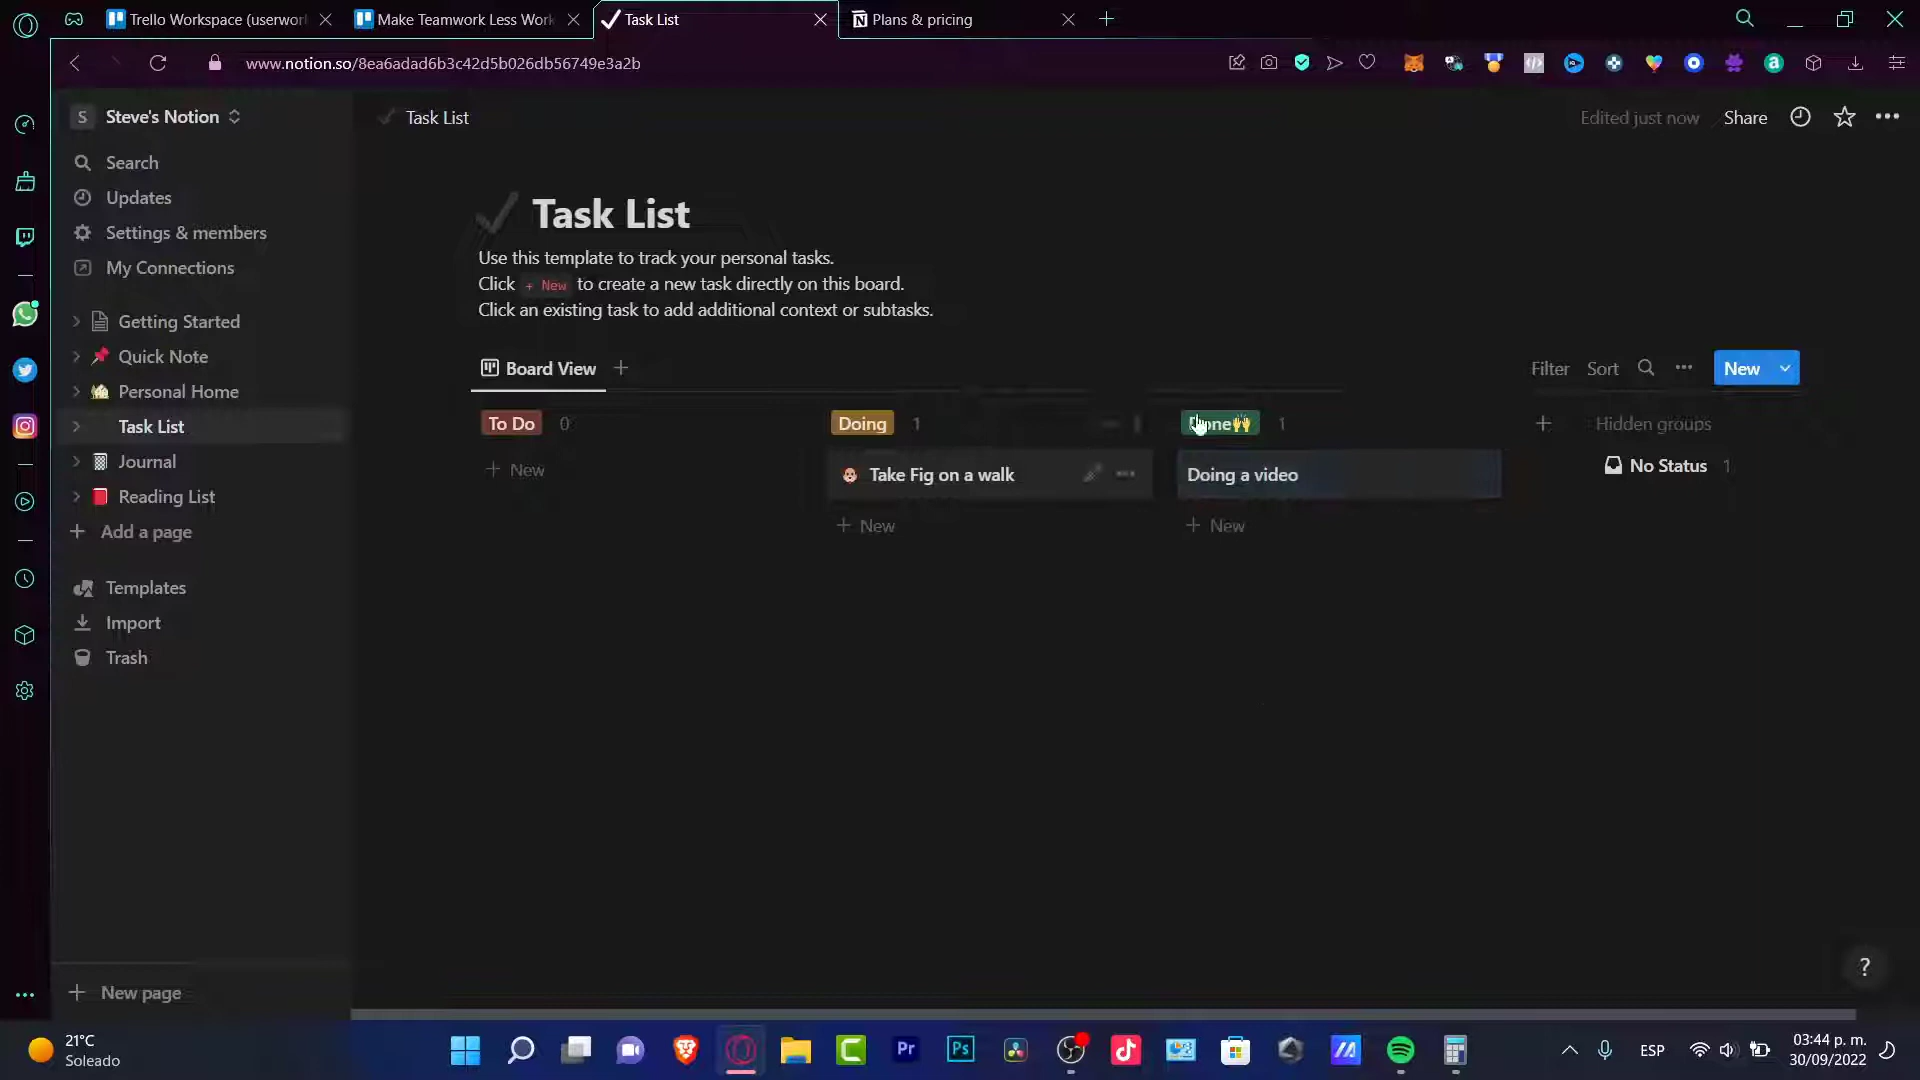 Trello Workspace (userwor
Make Teamwork Less Work
Task List
Plans & pricing
www.notion.so/8ea6adad6b3c42d5b026db56749e3a2b
S Steve's Notion
Task List
Edited just now
Share
Search
Updates
Settings & members
My Connections
Getting Started
Quick Note
Personal Home
Task List
Journal
Reading List
+ Add a page
Templates
Import
Trash
+ New page
Task List
Use this template to track your personal tasks.
Click + New to create a new task directly on this board.
Click an existing task to add additional context or subtasks.
Board View +
Filter
Sort
New
To Do 0
Doing 1
one🙌 1
+
Hidden groups
+ New
Take Fig on a walk
Doing a video
No Status 1
+ New
+ New
?
21°C
Soleado
Pr
Ps
ESP
03:44 p. m.
30/09/2022